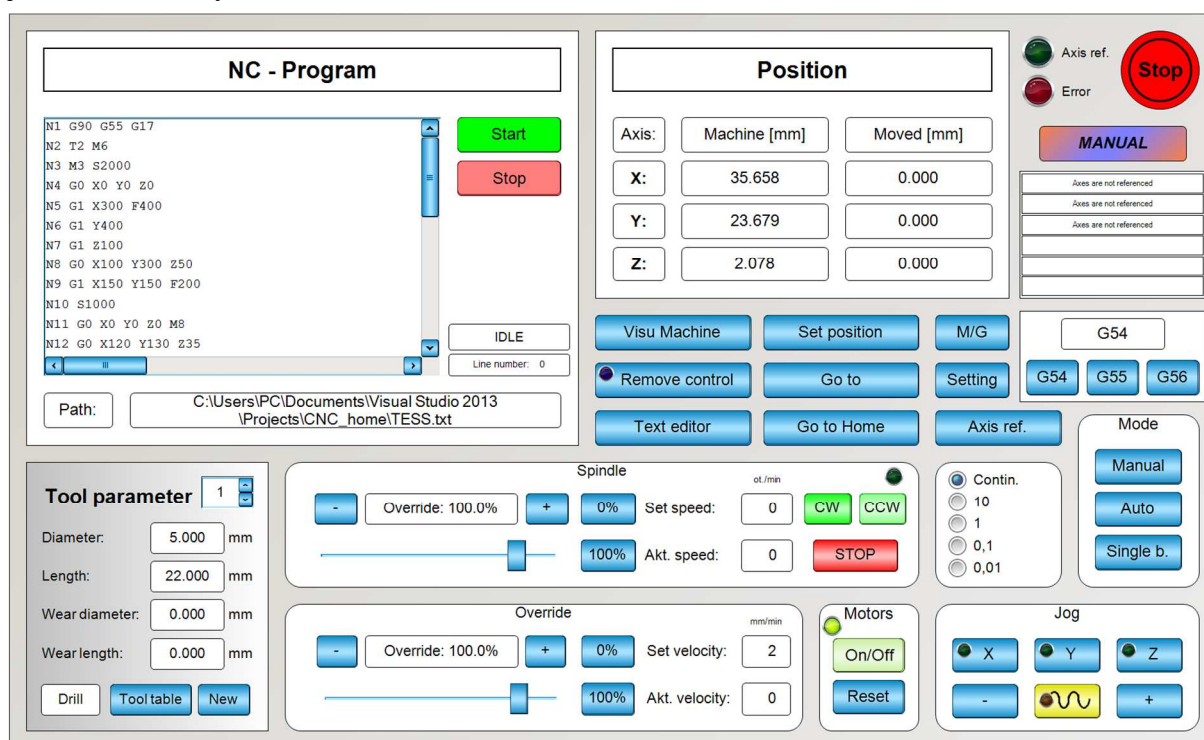 NC - Program
N1 G90 G55 G17
N2 T2 M6
N3 M3 S2000
N4 G0 X0 Y0 Z0
N5 G1 X300 F400
N6 G1 Y400
N7 G1 Z100
N8 G0 X100 Y300 Z50
N9 G1 X150 Y150 F200
N10 S1000
N11 G0 X0 Y0 Z0 M8
N12 G0 X120 Y130 Z35
Start
Stop
IDLE
Line number: 0
Path:
C:\Users\PC\Documents\Visual Studio 2013
\Projects\CNC_home\TESS.txt
Position
Axis: Machine [mm] Moved [mm]
X: 35.658 0.000
Y: 23.679 0.000
Z: 2.078 0.000
Axis ref.
Error
Stop
MANUAL
Axes are not referenced
Axes are not referenced
Axes are not referenced
Visu Machine Set position M/G
Remove control Go to Setting
Text editor Go to Home Axis ref.
G54
G54 G55 G56
Mode
Manual
Auto
Single b.
Tool parameter 1
Diameter: 5.000 mm
Length: 22.000 mm
Wear diameter: 0.000 mm
Wear length: 0.000 mm
Drill Tool table New
Spindle
ot./min
- Override: 100.0% + 0% Set speed: 0 CW CCW
100% Akt. speed: 0 STOP
Contin.
10
1
0,1
0,01
Override
mm/min
- Override: 100.0% + 0% Set velocity: 2
100% Akt. velocity: 0
Motors
On/Off
Reset
Jog
X Y Z
- +